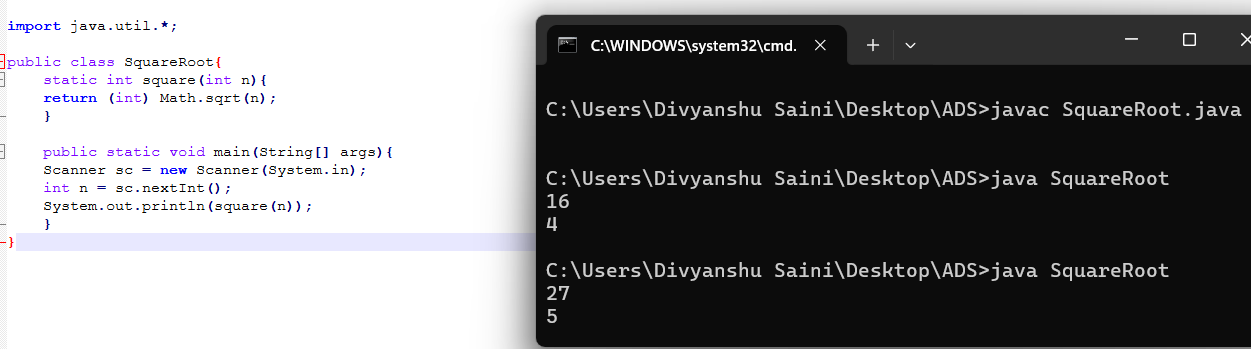 import java.util.*;
public class SquareRoot{
static int square(int n){
return (int) Math.sqrt(n);
}
public static void main(String[] args){
Scanner sc = new Scanner(System.in);
int n = sc.nextInt();
System.out.println(square(n));
}
}
C:\WINDOWS\system32\cmd.
C:\Users\Divyanshu Saini\Desktop\ADS>javac SquareRoot.java
C:\Users\Divyanshu Saini\Desktop\ADS>java SquareRoot
16
4
C:\Users\Divyanshu Saini\Desktop\ADS>java SquareRoot
27
5